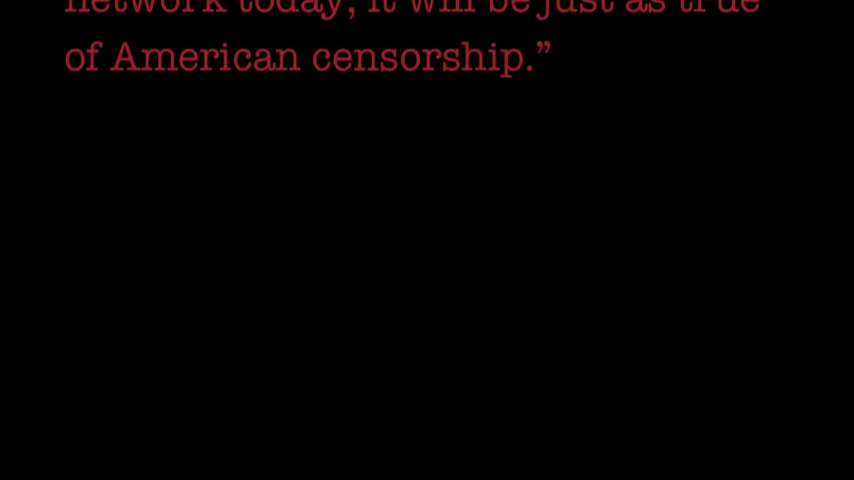 network today, it will be just as true
of American censorship.”